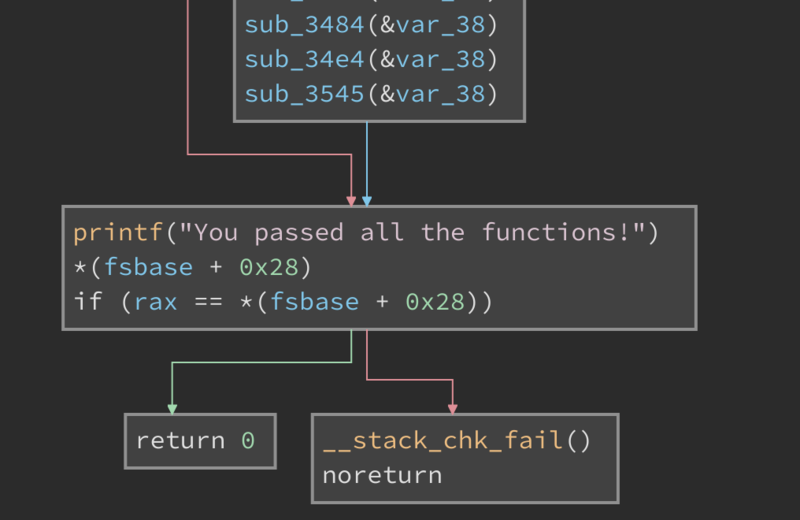 sub_3484(&var_38)
sub_34e4(&var_38)
sub_3545(&var_38)
printf("You passed all the functions!")
*(fsbase + 0x28)
if (rax == *(fsbase + 0x28))
return 0
__stack_chk_fail()
noreturn